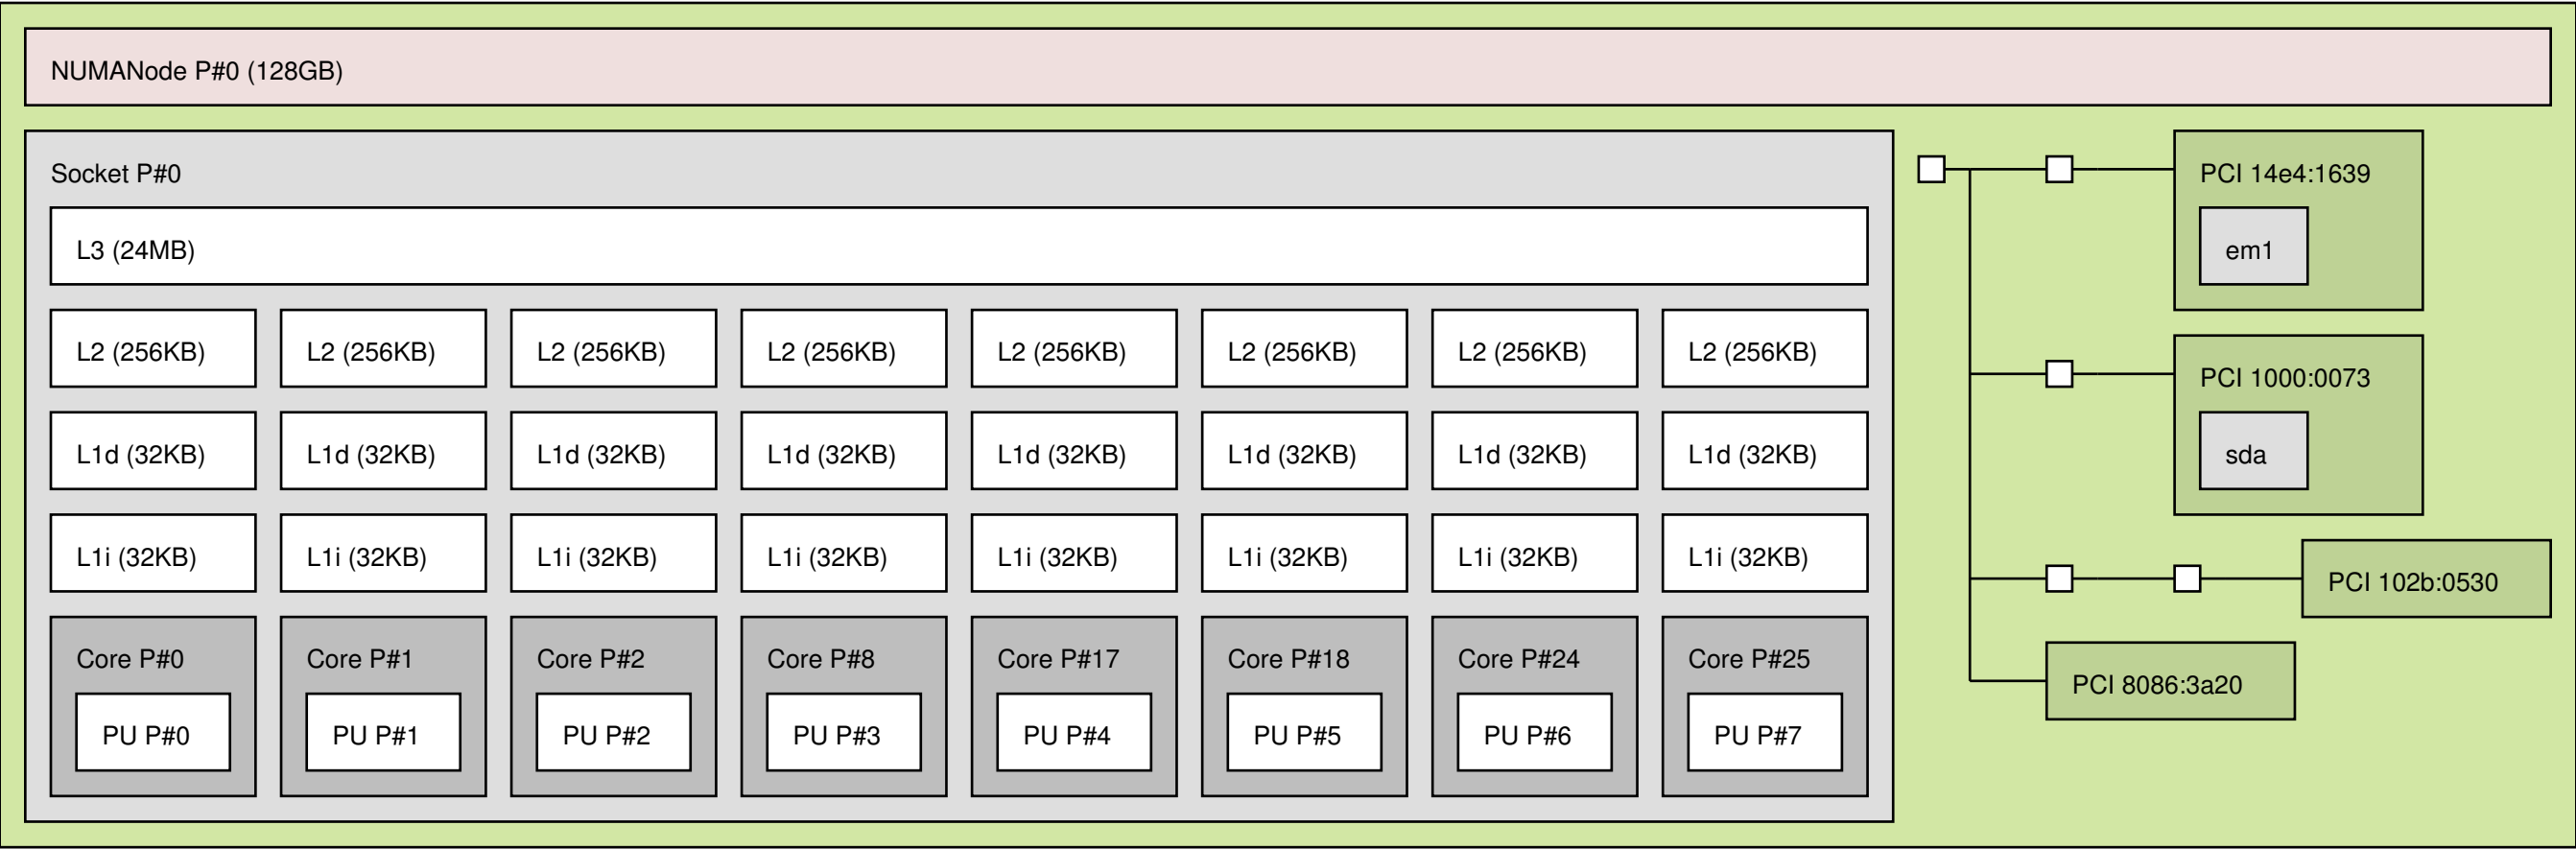 NUMANode P#0 (128GB)
Socket P#0
L3 (24MB)
L2 (256KB) L2 (256KB) L2 (256KB) L2 (256KB) L2 (256KB) L2 (256KB) L2 (256KB) L2 (256KB)
L1d (32KB) L1d (32KB) L1d (32KB) L1d (32KB) L1d (32KB) L1d (32KB) L1d (32KB) L1d (32KB)
L1i (32KB) L1i (32KB) L1i (32KB) L1i (32KB) L1i (32KB) L1i (32KB) L1i (32KB) L1i (32KB)
Core P#0 Core P#1 Core P#2 Core P#8 Core P#17 Core P#18 Core P#24 Core P#25
PU P#0 PU P#1 PU P#2 PU P#3 PU P#4 PU P#5 PU P#6 PU P#7
PCI 14e4:1639
em1
PCI 1000:0073
sda
PCI 102b:0530
PCI 8086:3a20